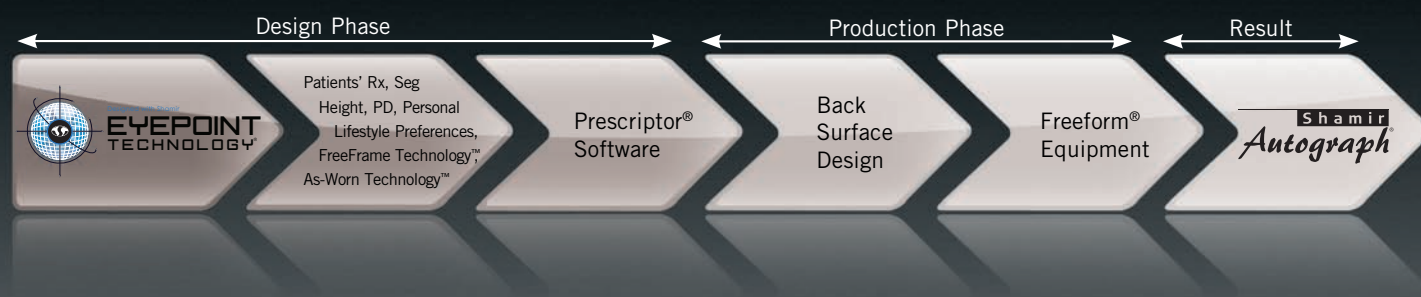 Design Phase
Production Phase
Result
EYEPOINT
TECHNOLOGY®
Patients' Rx, Seg
Height, PD, Personal
Lifestyle Preferences,
FreeFrame Technology™,
As-Worn Technology™
Prescriptor®
Software
Back
Surface
Design
Freeform®
Equipment
Shamir
Autograph®